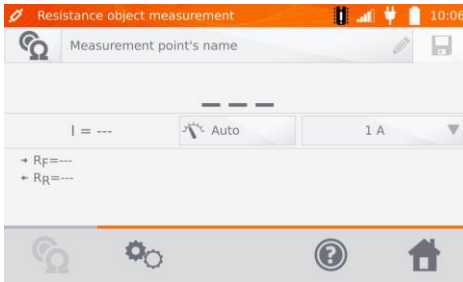 Resistance object measurement 10:06
Measurement point's name
---
I = --- Auto 1 A
→ RF=---
← RR=---